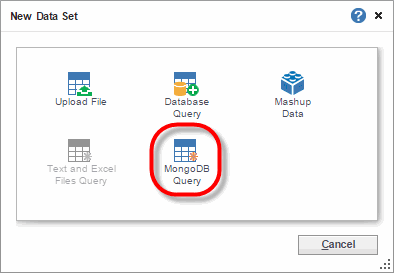 New Data Set
Upload File
Database
Query
Mashup
Data
Text and Excel
Files Query
MongoDB
Query
Cancel